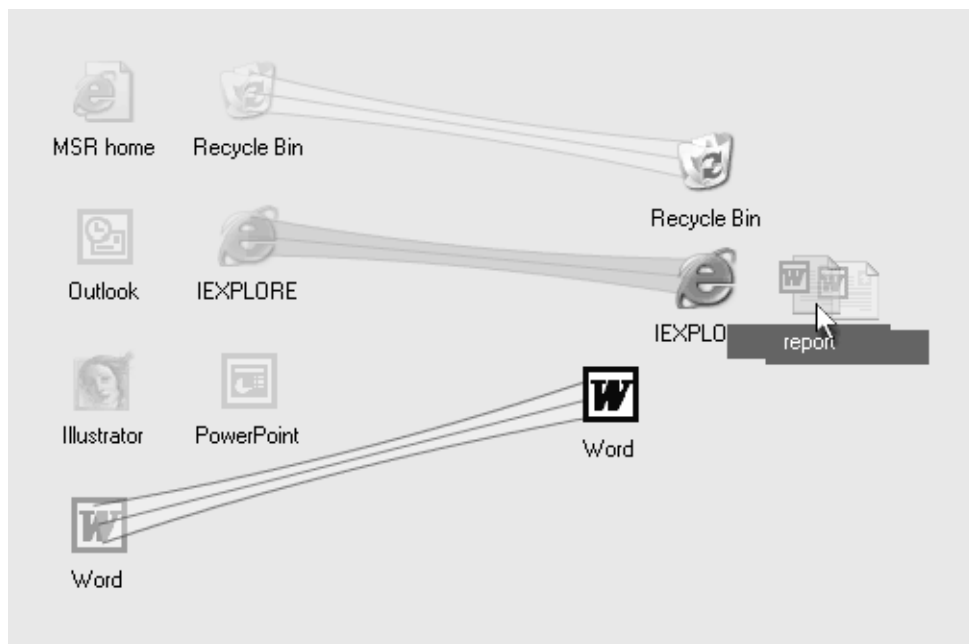 MSR home
Recycle Bin
Recycle Bin
Outlook
IEXPLORE
IEXPLO
report
Illustrator
PowerPoint
Word
Word